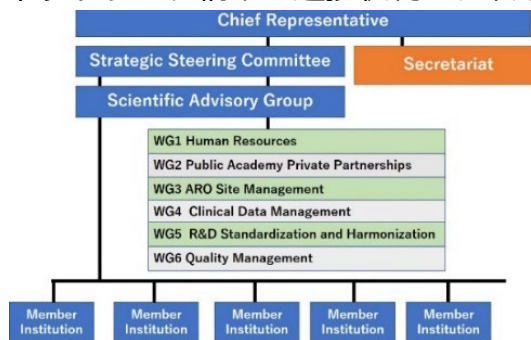 Chief Representative
Strategic Steering Committee
Secretariat
Scientific Advisory Group
WG1 Human Resources
WG2 Public Academy Private Partnerships
WG3 ARO Site Management
WG4 Clinical Data Management
WG5 R&D Standardization and Harmonization
WG6 Quality Management
Member
Institution
Member
Institution
Member
Institution
Member
Institution
Member
Institution